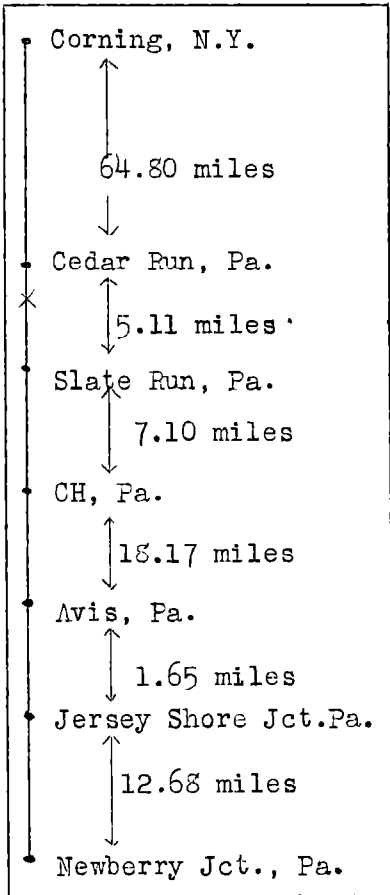 Corning, N.Y.
64.80 miles
Cedar Run, Pa.
5.11 miles
Slate Run, Pa.
7.10 miles
CH, Pa.
18.17 miles
Avis, Pa.
1.65 miles
Jersey Shore Jct.Pa.
12.68 miles
Newberry Jct., Pa.